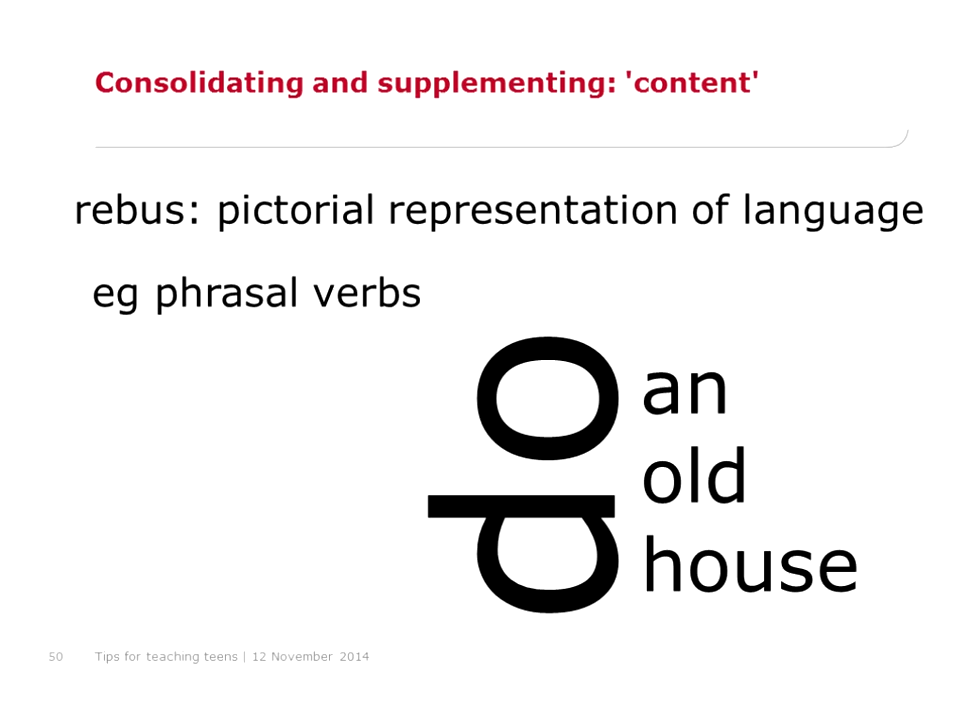 Consolidating and supplementing: 'content'
rebus: pictorial representation of language
eg phrasal verbs
do
an
old
house
50 Tips for teaching teens | 12 November 2014